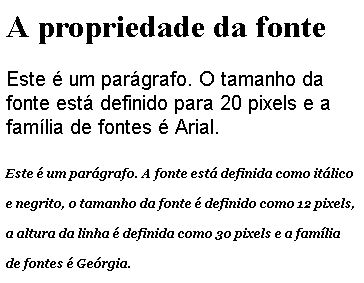 A propriedade da fonte
Este é um parágrafo. O tamanho da
fonte está definido para 20 pixels e a
família de fontes é Arial.
Este é um parágrafo. A fonte está definida como itálico
e negrito, o tamanho da fonte é definido como 12 pixels,
a altura da linha é definida como 30 pixels e a família
de fontes é Geórgia.